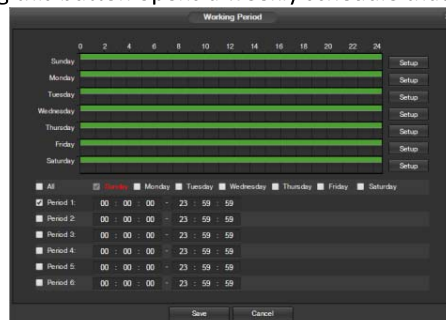 Working Period
0 2 4 6 8 10 12 14 16 18 20 22 24
Sunday Setup
Monday Setup
Tuesday Setup
Wednesday Setup
Thursday Setup
Friday Setup
Saturday Setup
All Sunday Monday Tuesday Wednesday Thursday Friday Saturday
Period 1: 00 : 00 : 00 - 23 : 59 : 59
Period 2: 00 : 00 : 00 - 23 : 59 : 59
Period 3: 00 : 00 : 00 - 23 : 59 : 59
Period 4: 00 : 00 : 00 - 23 : 59 : 59
Period 5: 00 : 00 : 00 - 23 : 59 : 59
Period 6: 00 : 00 : 00 - 23 : 59 : 59
Save Cancel